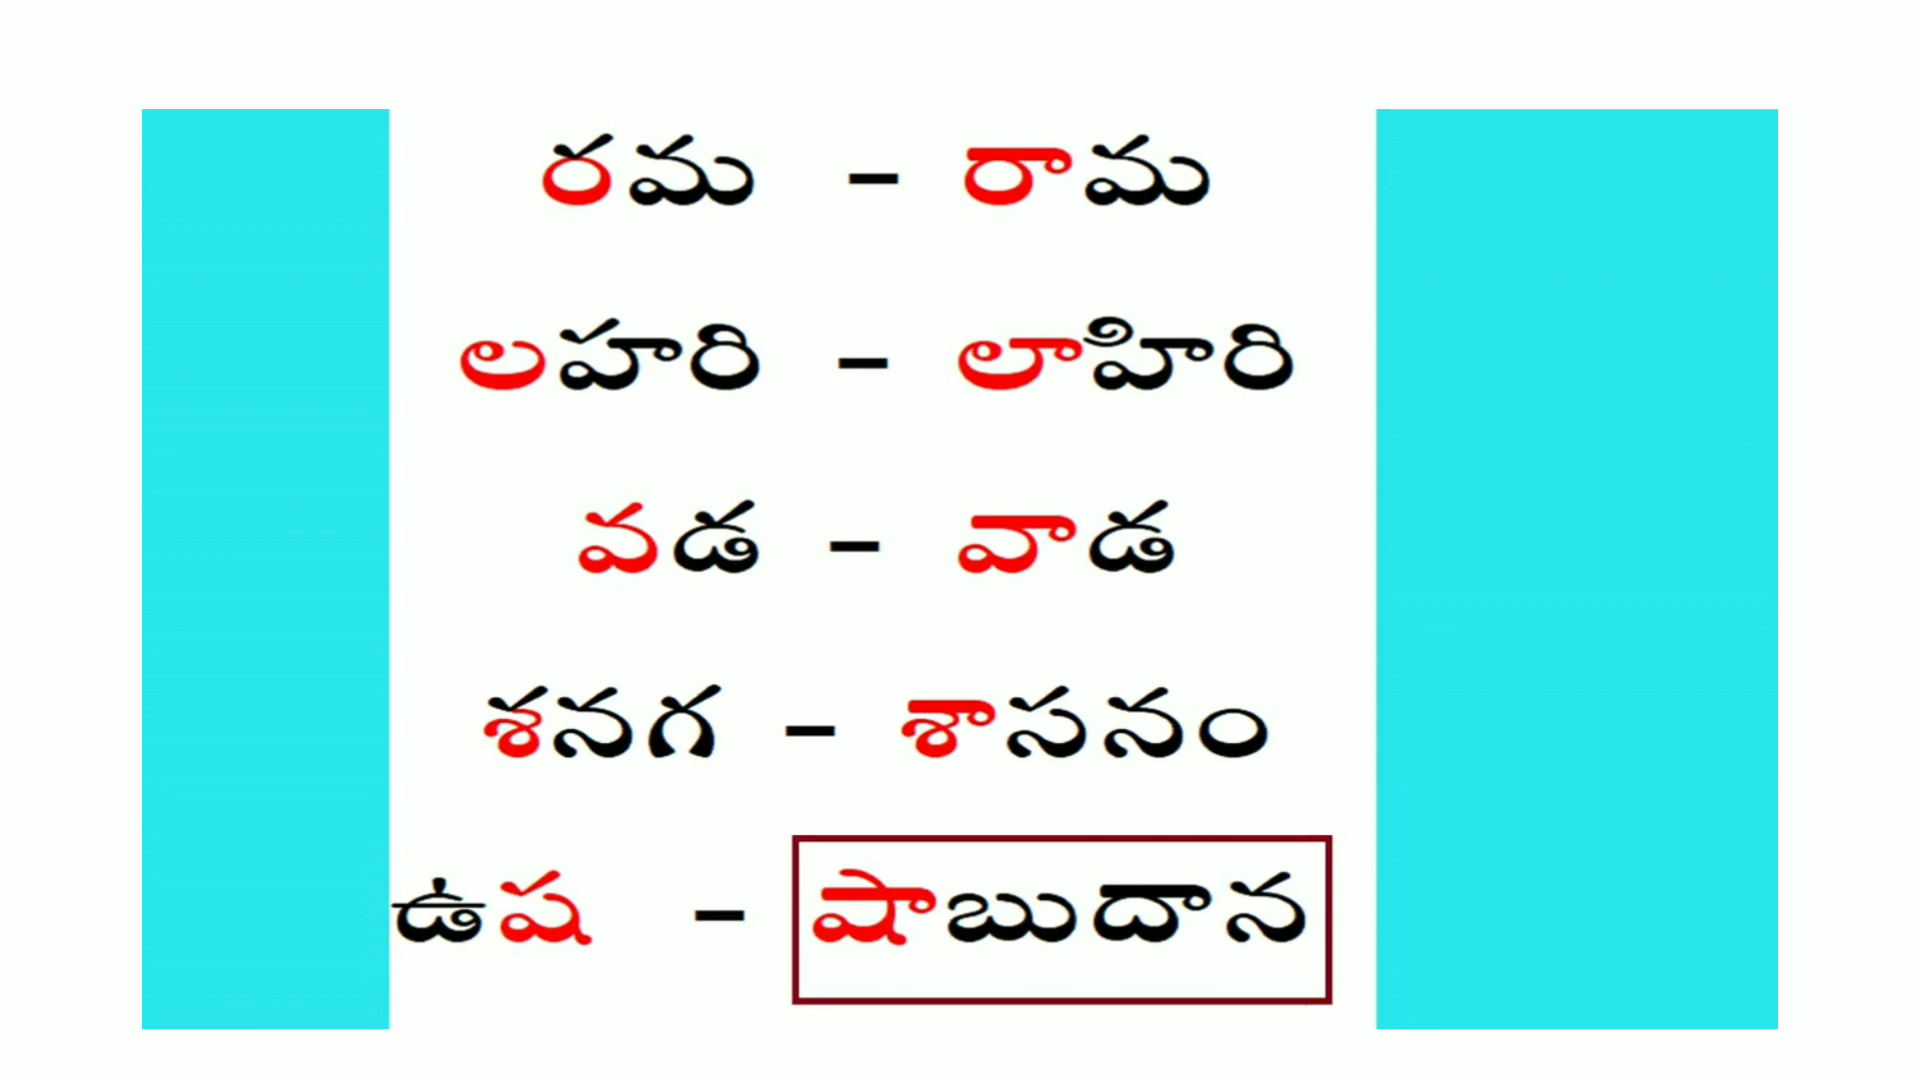 రమ - రామ
లహరి - లాహిరి
వడ - వాడ
శనగ - శాసనం
ఉష - షాబుదాన